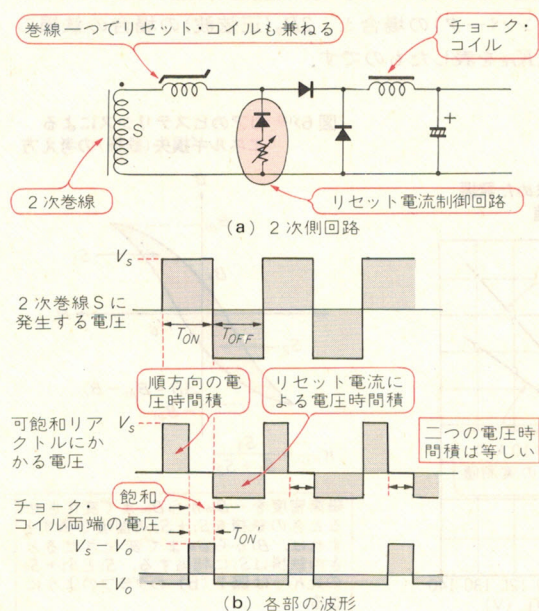 巻線一つでリセット・コイルも兼ねる
チョーク・
コイル
S
+
2次巻線
リセット電流制御回路
(a) 2次側回路
Vs
2次巻線Sに
発生する電圧
TON
TOFF
順方向の電
圧時間積
リセット電流に
よる電圧時間積
可飽和リア
クトルにか
かる電圧
Vs
二つの電圧時
間積は等しい
飽和
チョーク・
コイル両端の電圧
TON
Vs－Vo
－Vo
(b) 各部の波形